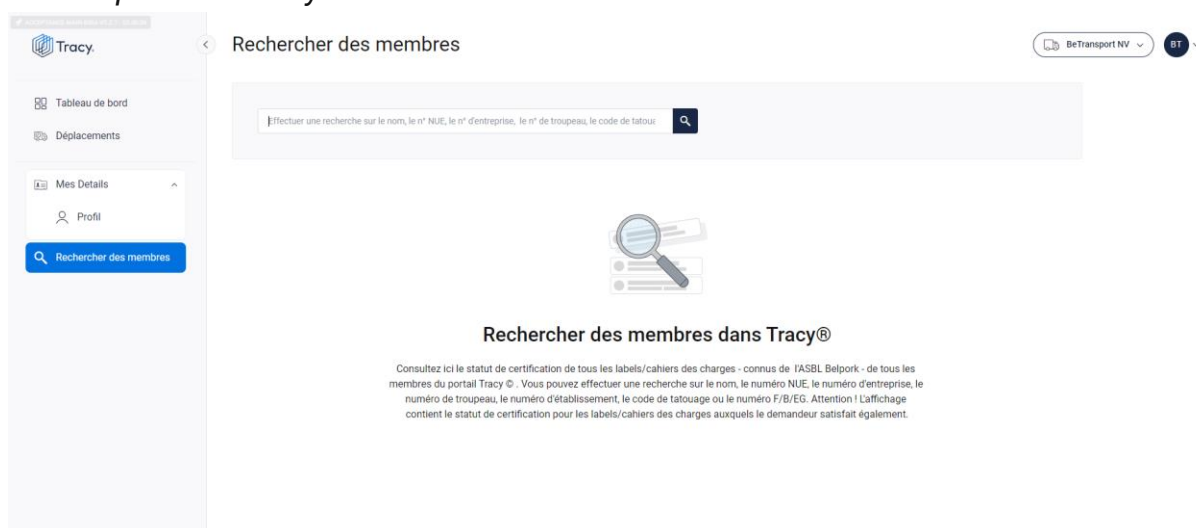 Tracy.
Rechercher des membres
BeTransport NV
BT
Tableau de bord
Déplacements
Effectuer une recherche sur le nom, le n° NUE, le n° d'entreprise, le n° de troupeau, le code de tatoua
Mes Details
Profil
Rechercher des membres
Rechercher des membres dans Tracy®
Consultez ici le statut de certification de tous les labels/cahiers des charges - connus de l'ASBL Belpork - de tous les
membres du portail Tracy © . Vous pouvez effectuer une recherche sur le nom, le numéro NUE, le numéro d'entreprise, le
numéro de troupeau, le numéro d'établissement, le code de tatouage ou le numéro F/B/EG. Attention ! L'affichage
contient le statut de certification pour les labels/cahiers des charges auxquels le demandeur satisfait également.